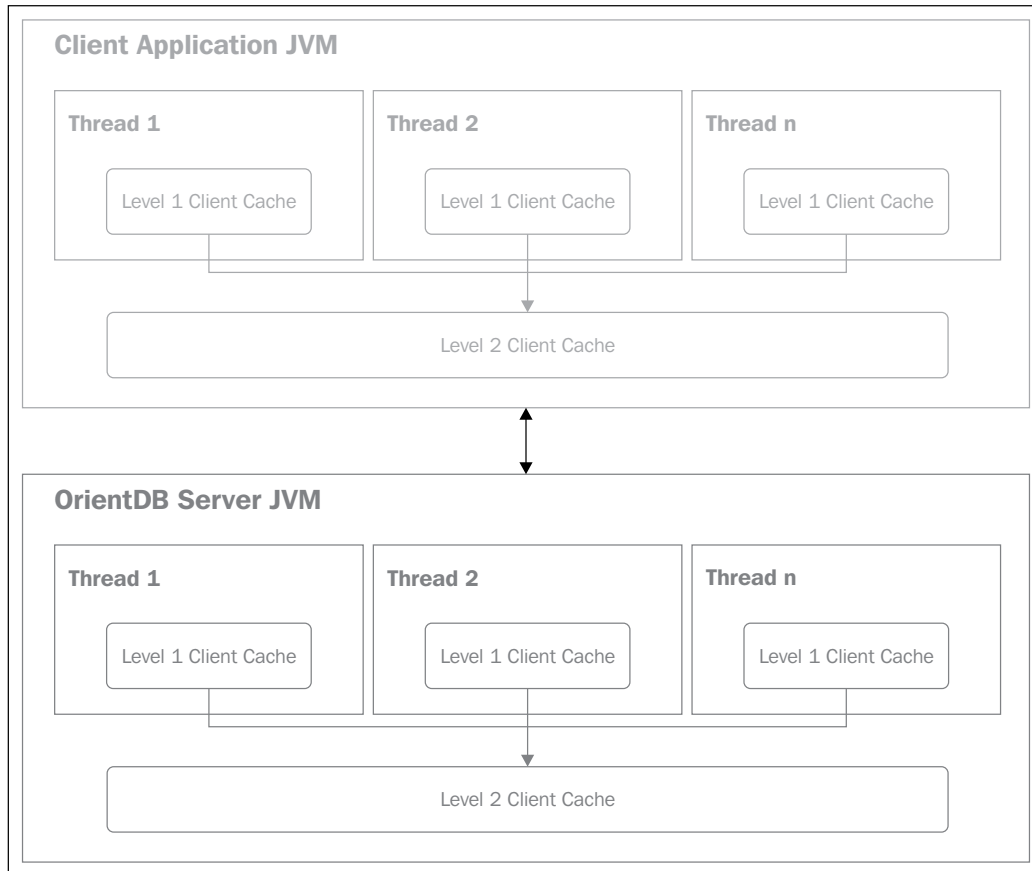 Client Application JVM
Thread 1
Thread 2
Thread n
Level 1 Client Cache
Level 1 Client Cache
Level 1 Client Cache
Level 2 Client Cache
OrientDB Server JVM
Thread 1
Thread 2
Thread n
Level 1 Client Cache
Level 1 Client Cache
Level 1 Client Cache
Level 2 Client Cache